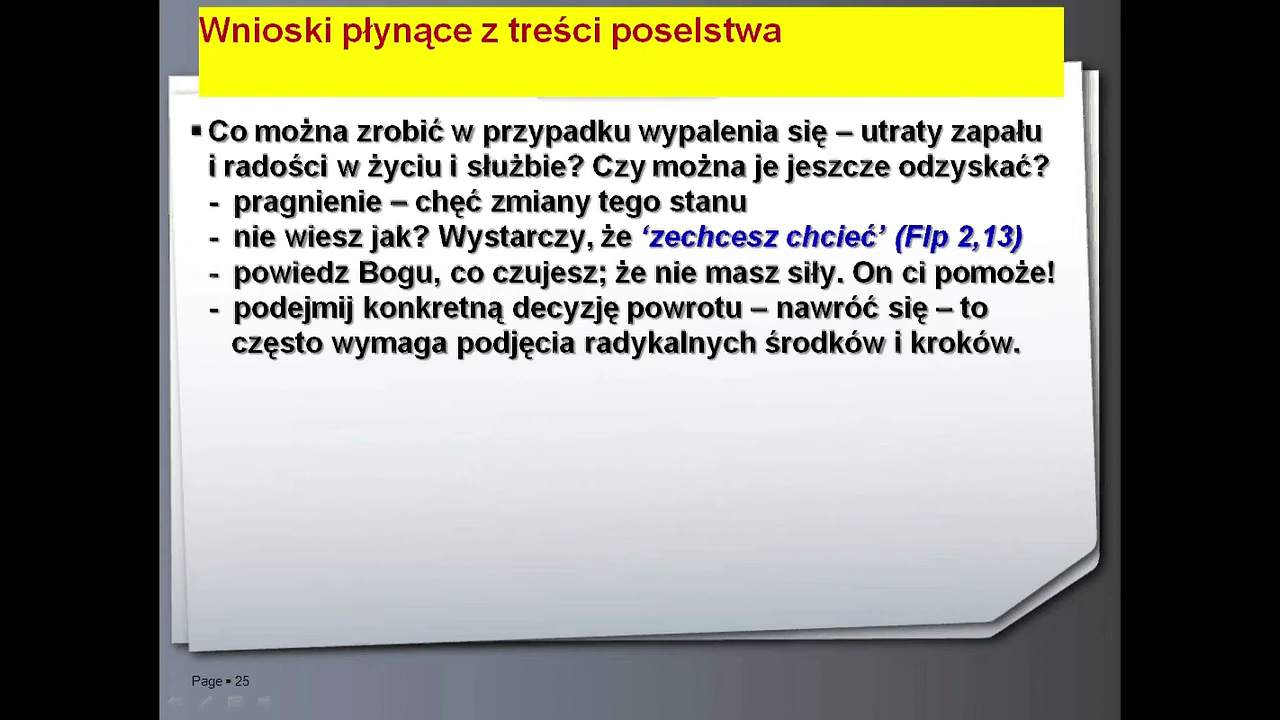 Wnioski płynące z treści poselstwa
▪ Co można zrobić w przypadku wypalenia się – utraty zapału
i radości w życiu i służbie? Czy można je jeszcze odzyskać?
- pragnienie – chęć zmiany tego stanu
- nie wiesz jak? Wystarczy, że ‘zechcesz chcieć’ (Flp 2,13)
- powiedz Bogu, co czujesz; że nie masz siły. On ci pomoże!
- podejmij konkretną decyzję powrotu – nawróć się – to
często wymaga podjęcia radykalnych środków i kroków.
Page ▪ 25